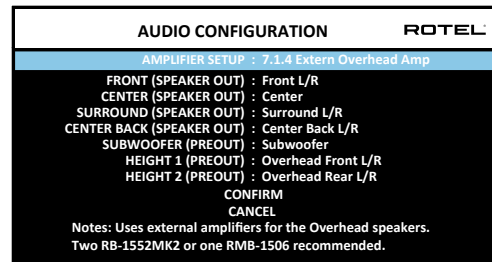 AUDIO CONFIGURATION ROTEL
AMPLIFIER SETUP : 7.1.4 Extern Overhead Amp
FRONT (SPEAKER OUT) : Front L/R
CENTER (SPEAKER OUT) : Center
SURROUND (SPEAKER OUT) : Surround L/R
CENTER BACK (SPEAKER OUT) : Center Back L/R
SUBWOOFER (PREOUT) : Subwoofer
HEIGHT 1 (PREOUT) : Overhead Front L/R
HEIGHT 2 (PREOUT) : Overhead Rear L/R
CONFIRM
CANCEL
Notes: Uses external amplifiers for the Overhead speakers.
Two RB-1552MK2 or one RMB-1506 recommended.